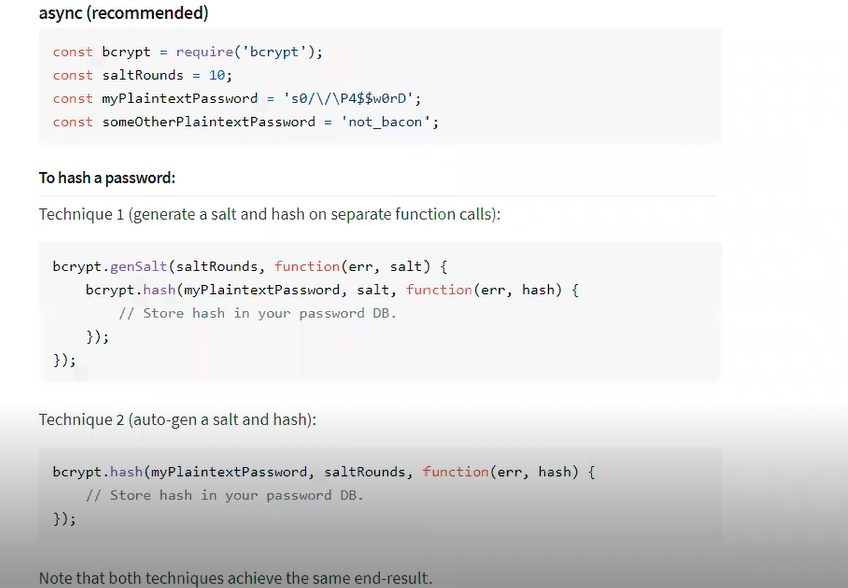 async (recommended)
const bcrypt = require('bcrypt');
const saltRounds = 10;
const myPlaintextPassword = 's0/\/\P4$$w0rD';
const someOtherPlaintextPassword = 'not_bacon';
To hash a password:
Technique 1 (generate a salt and hash on separate function calls):
bcrypt.genSalt(saltRounds, function(err, salt) {
    bcrypt.hash(myPlaintextPassword, salt, function(err, hash) {
        // Store hash in your password DB.
    });
});
Technique 2 (auto-gen a salt and hash):
bcrypt.hash(myPlaintextPassword, saltRounds, function(err, hash) {
    // Store hash in your password DB.
});
Note that both techniques achieve the same end-result.